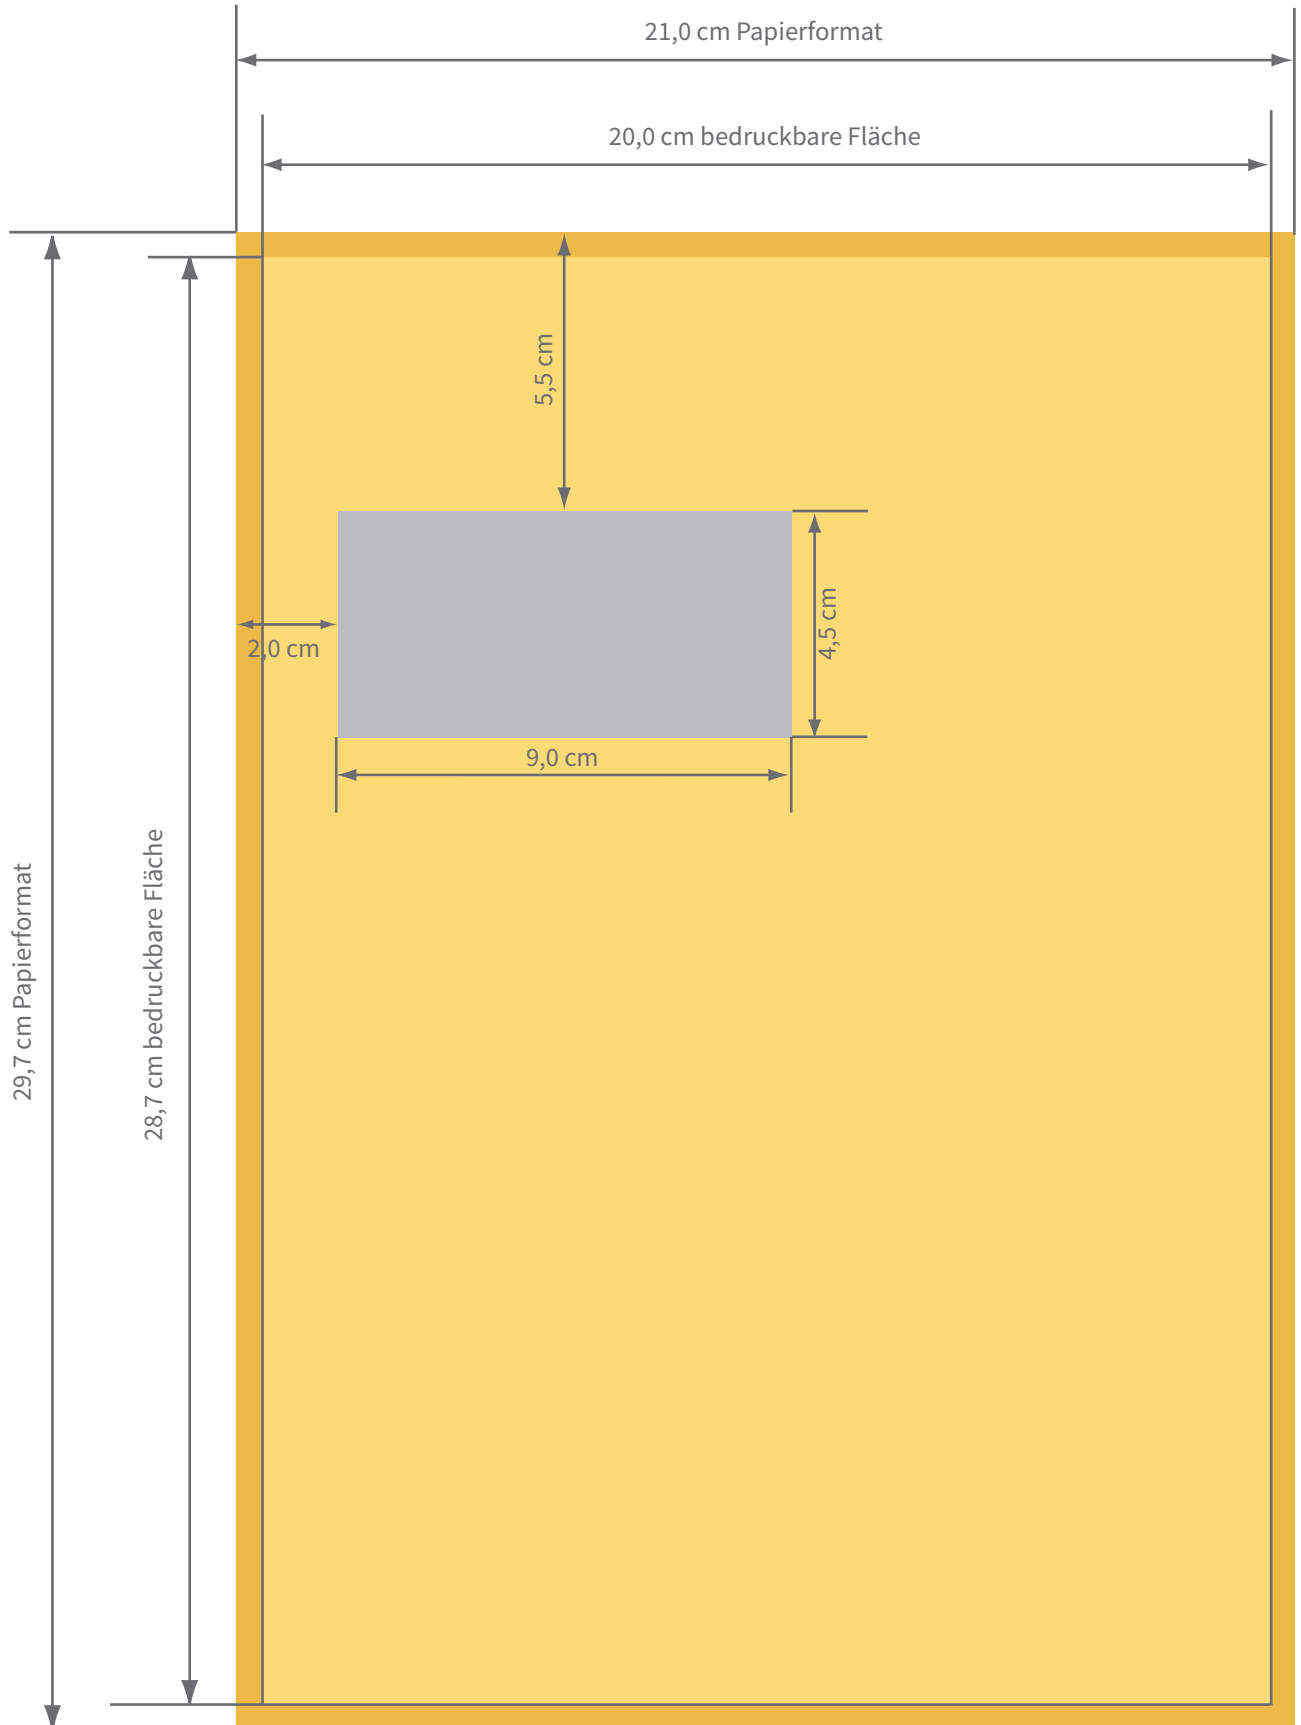 21,0 cm Papierformat
20,0 cm bedruckbare Fläche
5,5 cm
2,0 cm
4,5 cm
9,0 cm
29,7 cm Papierformat
28,7 cm bedruckbare Fläche